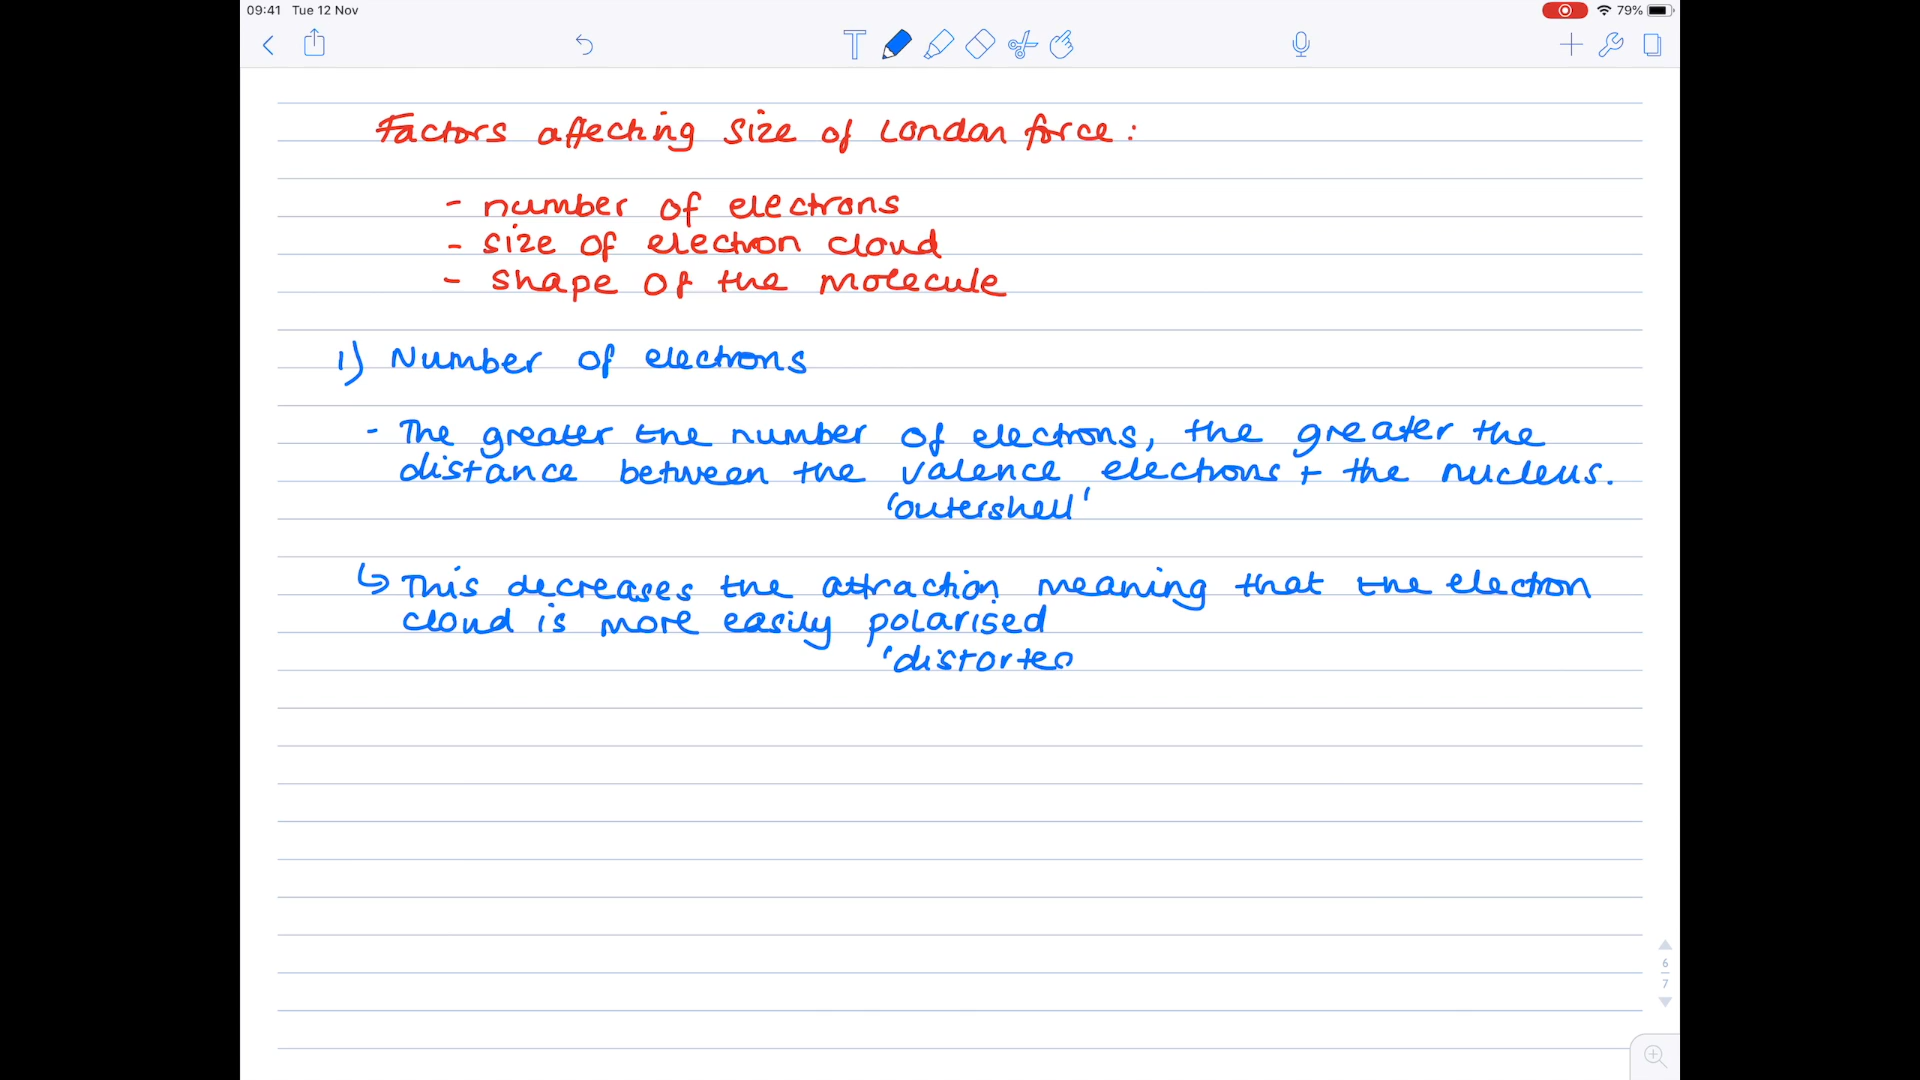 09:41 Tue 12 Nov
79%
T
Factors affecting size of London force:
- number of electrons
- size of electron cloud
- shape of the molecule
1) Number of electrons
- The greater the number of electrons, the greater the
distance between the valence electrons + the nucleus.
'outershell'
↳ This decreases the attraction meaning that the electron
cloud is more easily polarised
'distorted
6
7